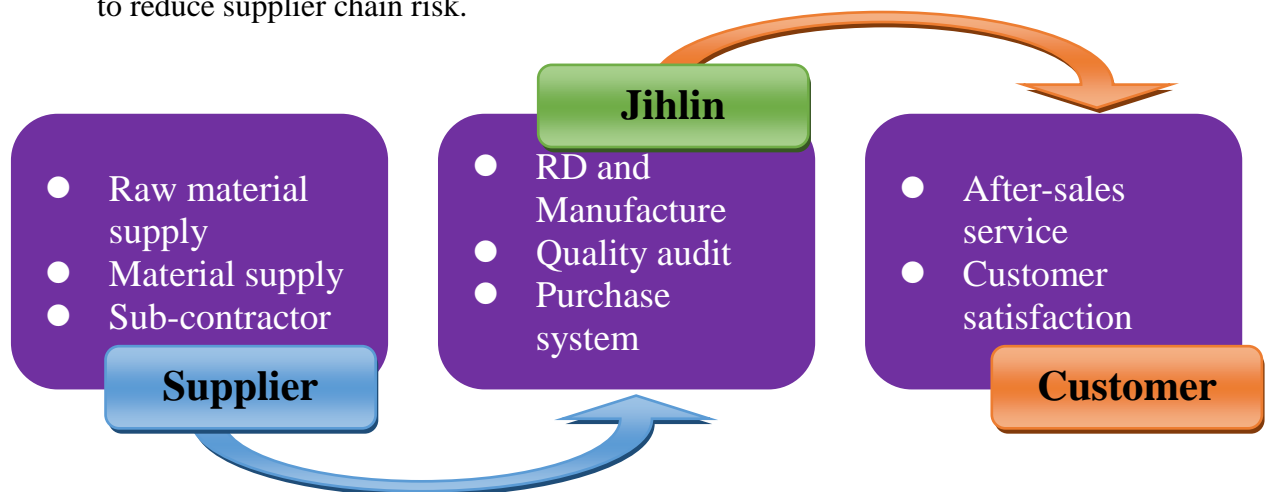 to reduce supplier chain risk.
● Raw material
supply
● Material supply
● Sub-contractor
Supplier
Jihlin
● RD and
Manufacture
● Quality audit
● Purchase
system
● After-sales
service
● Customer
satisfaction
Customer